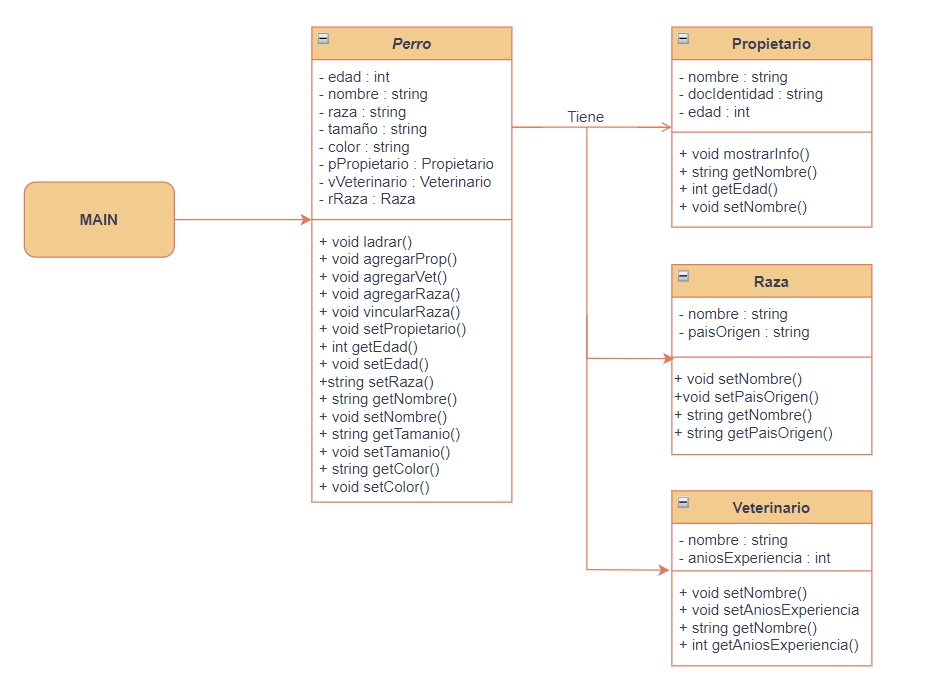 MAIN
Perro
- edad : int
- nombre : string
- raza : string
- tamaño : string
- color : string
- pPropietario : Propietario
- vVeterinario : Veterinario
- rRaza : Raza
+ void ladrar()
+ void agregarProp()
+ void agregarVet()
+ void agregarRaza()
+ void vincularRaza()
+ void setPropietario()
+ int getEdad()
+ void setEdad()
+string setRaza()
+ string getNombre()
+ void setNombre()
+ string getTamanio()
+ void setTamanio()
+ string getColor()
+ void setColor()
Tiene
Propietario
- nombre : string
- docIdentidad : string
- edad : int
+ void mostrarInfo()
+ string getNombre()
+ int getEdad()
+ void setNombre()
Raza
- nombre : string
- paisOrigen : string
+ void setNombre()
+void setPaisOrigen()
+ string getNombre()
+ string getPaisOrigen()
Veterinario
- nombre : string
- aniosExperiencia : int
+ void setNombre()
+ void setAniosExperiencia
+ string getNombre()
+ int getAniosExperiencia()